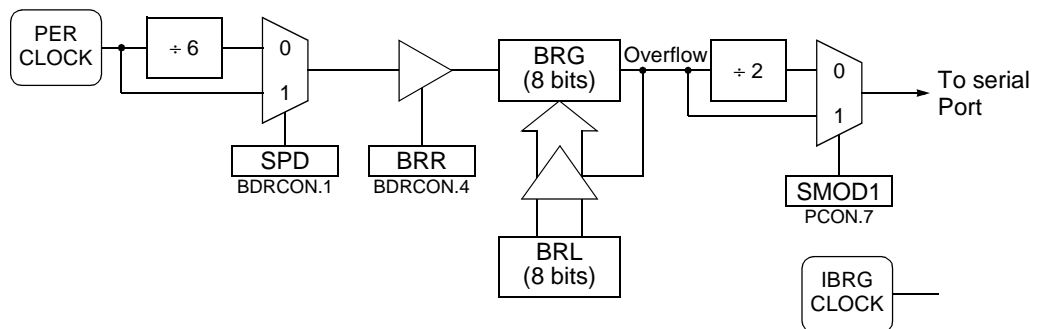 PER
CLOCK
÷ 6
0
1
SPD
BDRCON.1
BRR
BDRCON.4
BRG
(8 bits)
Overflow
÷ 2
0
1
To serial
Port
SMOD1
PCON.7
BRL
(8 bits)
IBRG
CLOCK